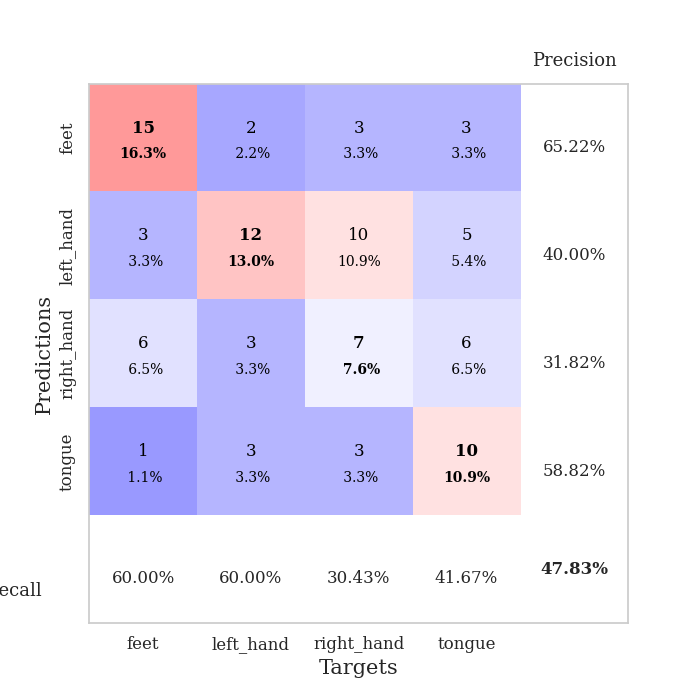 Precision
feet
15 2 3 3 65.22%
16.3% 2.2% 3.3% 3.3%
left_hand
3 12 10 5 40.00%
3.3% 13.0% 10.9% 5.4%
Predictions
right_hand
6 3 7 6 31.82%
6.5% 3.3% 7.6% 6.5%
tongue
1 3 3 10 58.82%
1.1% 3.3% 3.3% 10.9%
ecall
60.00% 60.00% 30.43% 41.67% 47.83%
feet left_hand right_hand tongue
Targets